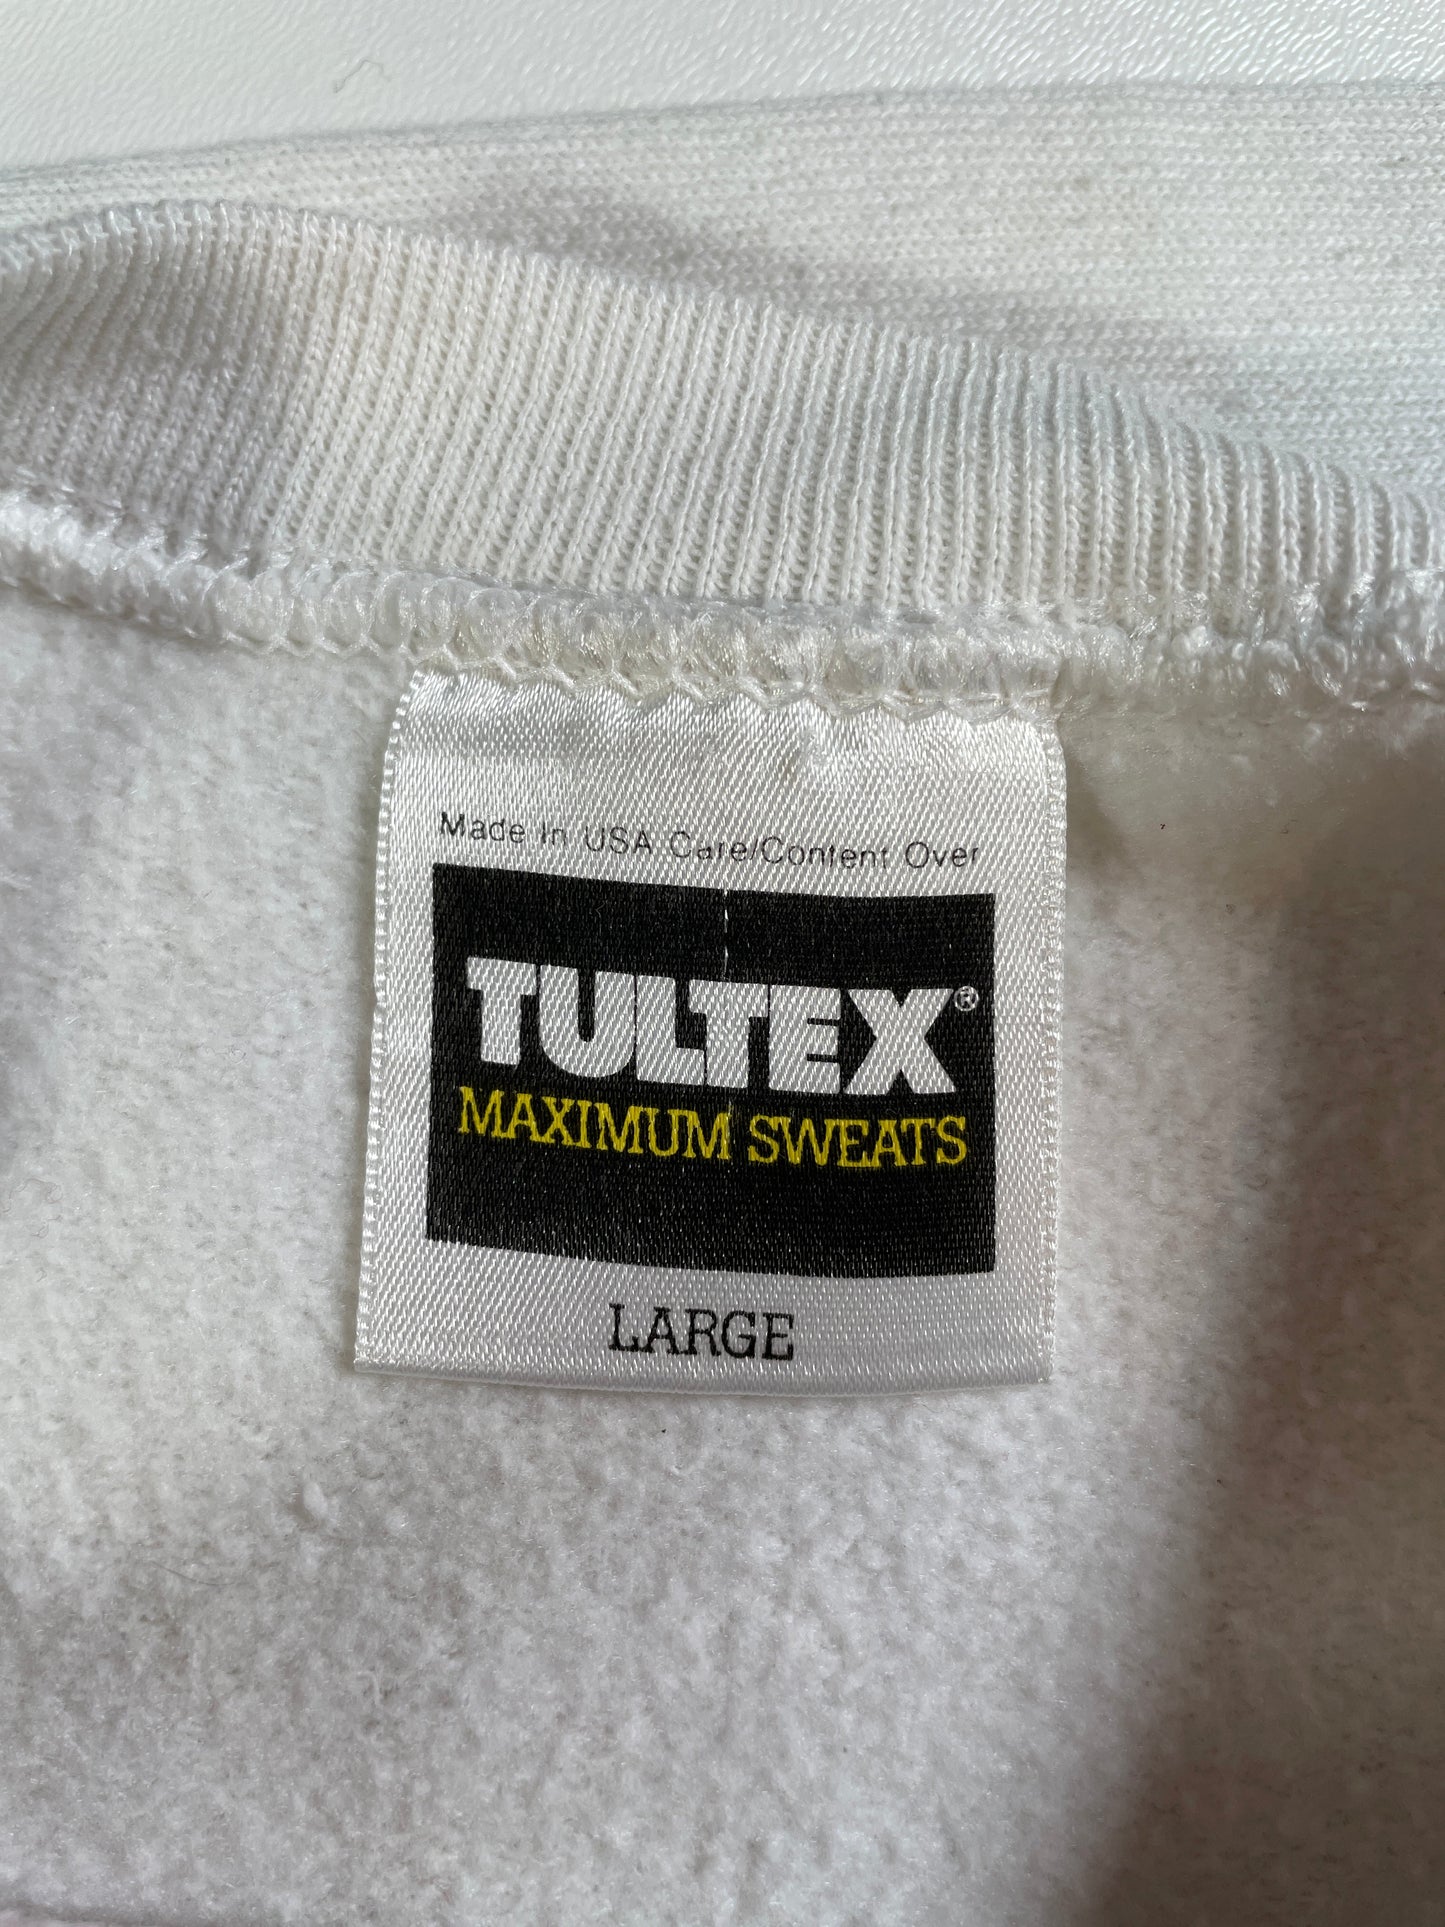 Made In USA Care/Content Over
TULTEX®
MAXIMUM SWEATS
LARGE